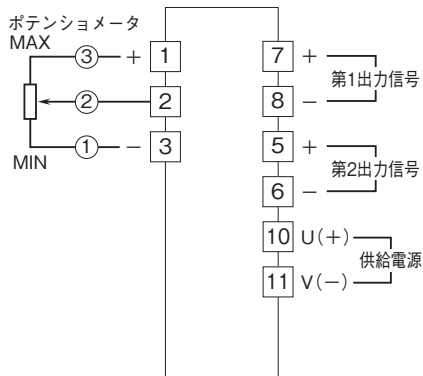 ポテンショメータ
MAX
③ + 1
② 2
① − 3
MIN
7 +
第1出力信号
8 −
5 +
第2出力信号
6 −
10 U(+)
供給電源
11 V(−)